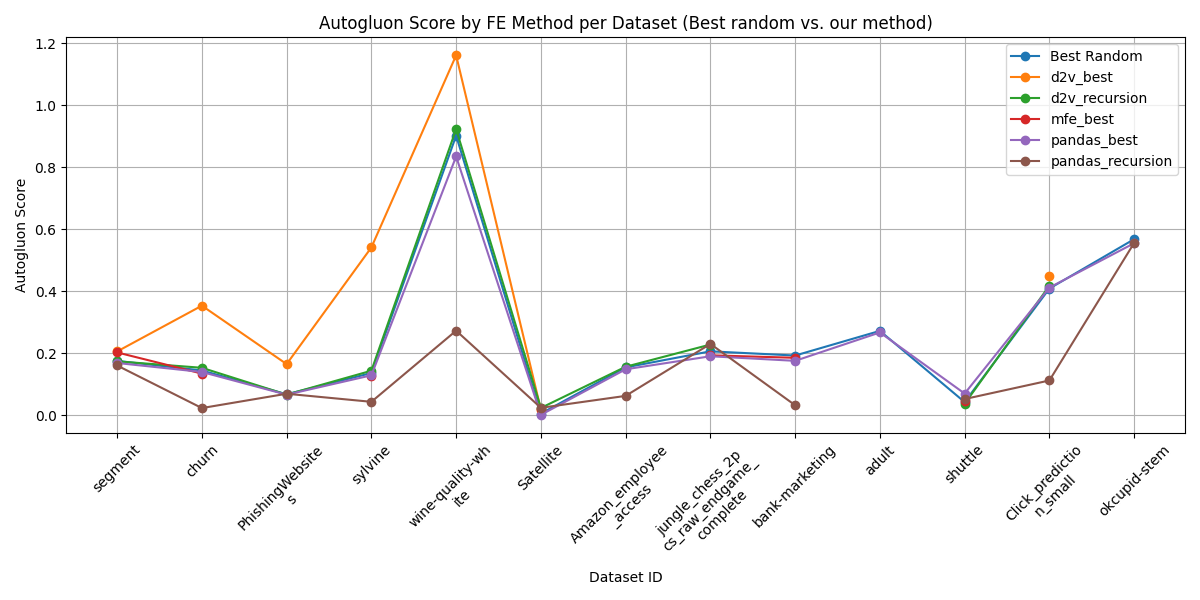 Autogluon Score by FE Method per Dataset (Best random vs. our method)
Autogluon Score
1.2
1.0
0.8
0.6
0.4
0.2
0.0
Best Random
d2v_best
d2v_recursion
mfe_best
pandas_best
pandas_recursion
segment
churn
PhishingWebsite
s
sylvine
wine-quality-wh
ite
Satellite
Amazon_employee
_access
jungle_chess_2p
cs_raw_endgame_
complete
bank-marketing
adult
shuttle
Click_predictio
n_small
okcupid-stem
Dataset ID